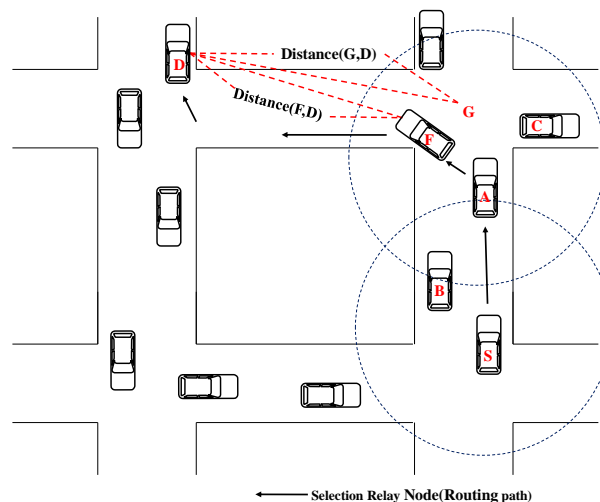 D
Distance(G,D)
Distance(F,D)
G
C
F
A
B
S
Selection Relay Node(Routing path)